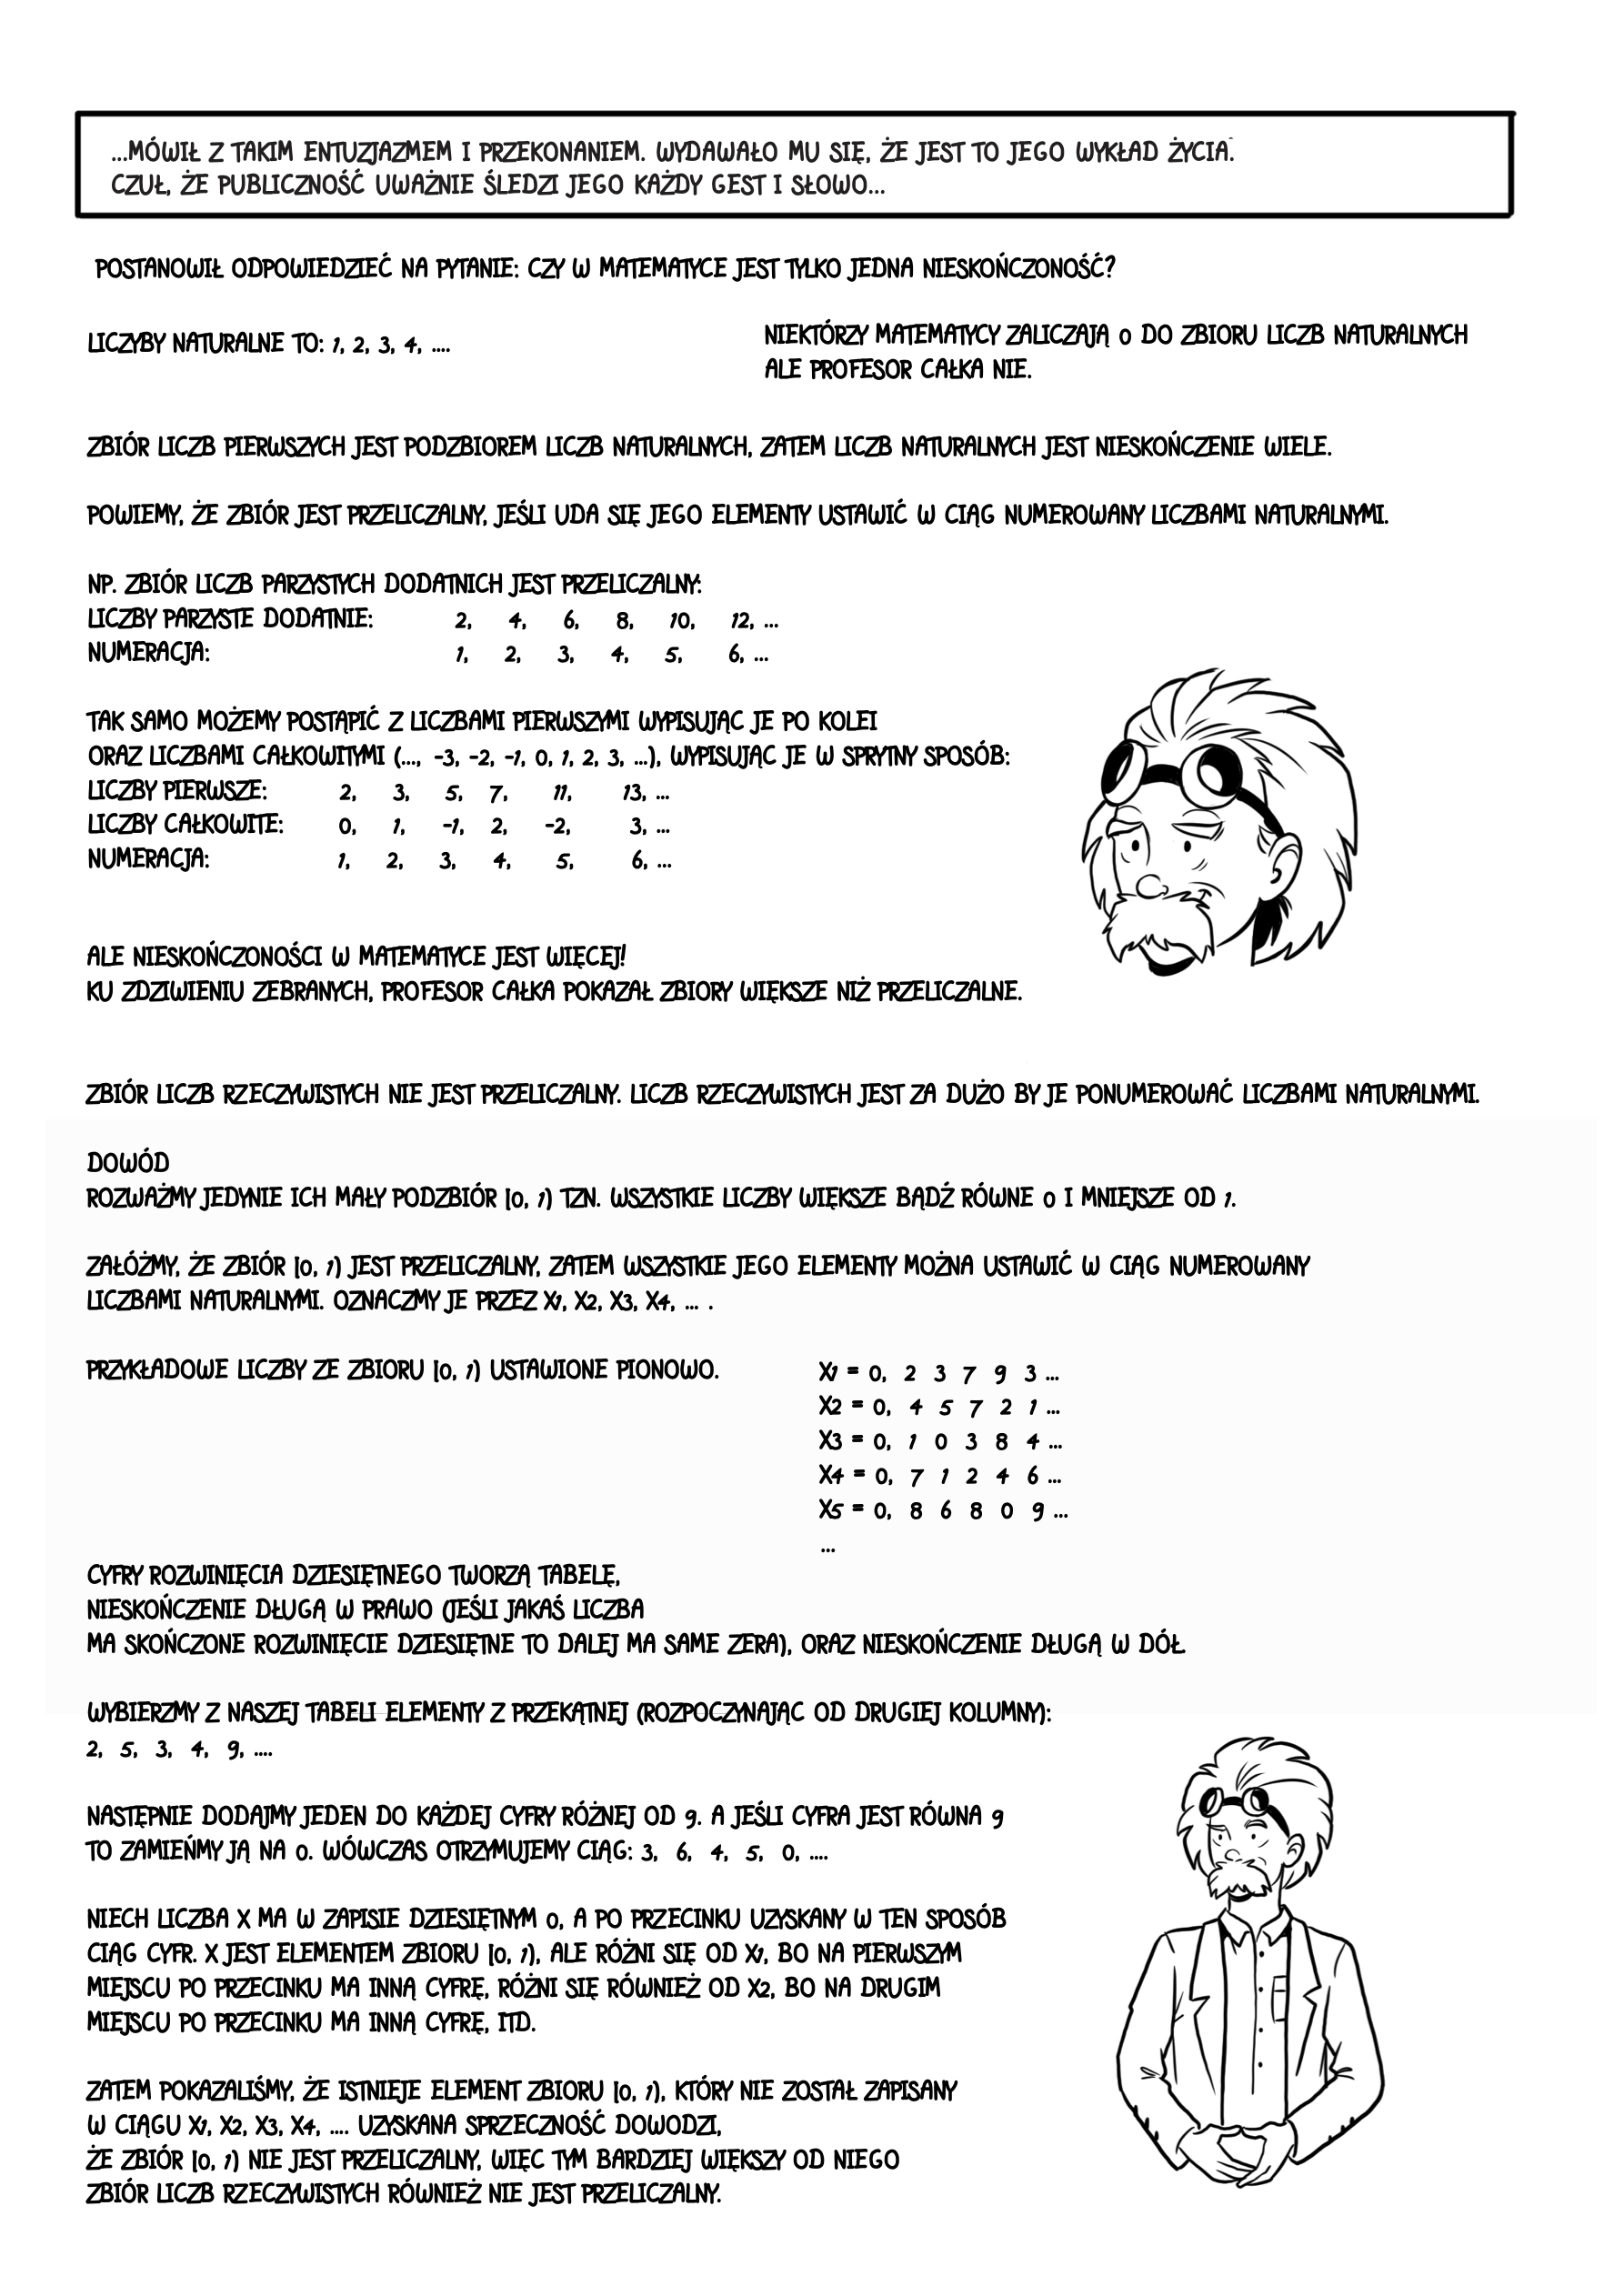 ...MÓWIŁ Z TAKIM ENTUZJAZMEM I PRZEKONANIEM. WYDAWAŁO MU SIĘ, ŻE JEST TO JEGO WYKŁAD ŻYCIA.
CZUŁ, ŻE PUBLICZNOŚĆ UWAŻNIE ŚLEDZI JEGO KAŻDY GEST I SŁOWO...
POSTANOWIŁ ODPOWIEDZIEĆ NA PYTANIE: CZY W MATEMATYCE JEST TYLKO JEDNA NIESKOŃCZONOŚĆ?
LICZYBY NATURALNE TO: 1, 2, 3, 4, ....
NIEKTÓRZY MATEMATYCY ZALICZAJĄ 0 DO ZBIORU LICZB NATURALNYCH
ALE PROFESOR CAŁKA NIE.
ZBIÓR LICZB PIERWSZYCH JEST PODZBIOREM LICZB NATURALNYCH, ZATEM LICZB NATURALNYCH JEST NIESKOŃCZENIE WIELE.
POWIEMY, ŻE ZBIÓR JEST PRZELICZALNY, JEŚLI UDA SIĘ JEGO ELEMENTY USTAWIĆ W CIĄG NUMEROWANY LICZBAMI NATURALNYMI.
NP. ZBIÓR LICZB PARZYSTYCH DODATNICH JEST PRZELICZALNY:
LICZBY PARZYSTE DODATNIE: 2, 4, 6, 8, 10, 12, ...
NUMERACJA: 1, 2, 3, 4, 5, 6, ...
TAK SAMO MOŻEMY POSTĄPIĆ Z LICZBAMI PIERWSZYMI WYPISUJĄC JE PO KOLEI
ORAZ LICZBAMI CAŁKOWITYMI (..., -3, -2, -1, 0, 1, 2, 3, ...), WYPISUJĄC JE W SPRYTNY SPOSÓB:
LICZBY PIERWSZE: 2, 3, 5, 7, 11, 13, ...
LICZBY CAŁKOWITE: 0, 1, -1, 2, -2, 3, ...
NUMERACJA: 1, 2, 3, 4, 5, 6, ...
ALE NIESKOŃCZONOŚCI W MATEMATYCE JEST WIĘCEJ!
KU ZDZIWIENIU ZEBRANYCH, PROFESOR CAŁKA POKAZAŁ ZBIORY WIĘKSZE NIŻ PRZELICZALNE.
ZBIÓR LICZB RZECZYWISTYCH NIE JEST PRZELICZALNY. LICZB RZECZYWISTYCH JEST ZA DUŻO BY JE PONUMEROWAĆ LICZBAMI NATURALNYMI.
DOWÓD
ROZWAŻMY JEDYNIE ICH MAŁY PODZBIÓR [0, 1) TZN. WSZYSTKIE LICZBY WIĘKSZE BĄDŹ RÓWNE 0 I MNIEJSZE OD 1.
ZAŁÓŻMY, ŻE ZBIÓR [0, 1) JEST PRZELICZALNY, ZATEM WSZYSTKIE JEGO ELEMENTY MOŻNA USTAWIĆ W CIĄG NUMEROWANY
LICZBAMI NATURALNYMI. OZNACZMY JE PRZEZ X1, X2, X3, X4, ... .
PRZYKŁADOWE LICZBY ZE ZBIORU [0, 1) USTAWIONE PIONOWO.
X1 = 0, 2 3 7 9 3 ...
X2 = 0, 4 5 7 2 1 ...
X3 = 0, 1 0 3 8 4 ...
X4 = 0, 7 1 2 4 6 ...
X5 = 0, 8 6 8 0 9 ...
...
CYFRY ROZWINIĘCIA DZIESIĘTNEGO TWORZĄ TABELĘ,
NIESKOŃCZENIE DŁUGĄ W PRAWO (JEŚLI JAKAŚ LICZBA
MA SKOŃCZONE ROZWINIĘCIE DZIESIĘTNE TO DALEJ MA SAME ZERA), ORAZ NIESKOŃCZENIE DŁUGĄ W DÓŁ.
WYBIERZMY Z NASZEJ TABELI ELEMENTY Z PRZEKĄTNEJ (ROZPOCZYNAJĄC OD DRUGIEJ KOLUMNY):
2, 5, 3, 4, 9, ....
NASTĘPNIE DODAJMY JEDEN DO KAŻDEJ CYFRY RÓŻNEJ OD 9. A JEŚLI CYFRA JEST RÓWNA 9
TO ZAMIEŃMY JĄ NA 0. WÓWCZAS OTRZYMUJEMY CIĄG: 3, 6, 4, 5, 0, ....
NIECH LICZBA X MA W ZAPISIE DZIESIĘTNYM 0, A PO PRZECINKU UZYSKANY W TEN SPOSÓB
CIĄG CYFR. X JEST ELEMENTEM ZBIORU [0, 1), ALE RÓŻNI SIĘ OD X1, BO NA PIERWSZYM
MIEJSCU PO PRZECINKU MA INNĄ CYFRĘ, RÓŻNI SIĘ RÓWNIEŻ OD X2, BO NA DRUGIM
MIEJSCU PO PRZECINKU MA INNĄ CYFRĘ, ITD.
ZATEM POKAZALIŚMY, ŻE ISTNIEJE ELEMENT ZBIORU [0, 1), KTÓRY NIE ZOSTAŁ ZAPISANY
W CIĄGU X1, X2, X3, X4, .... UZYSKANA SPRZECZNOŚĆ DOWODZI,
ŻE ZBIÓR [0, 1) NIE JEST PRZELICZALNY, WIĘC TYM BARDZIEJ WIĘKSZY OD NIEGO
ZBIÓR LICZB RZECZYWISTYCH RÓWNIEŻ NIE JEST PRZELICZALNY.